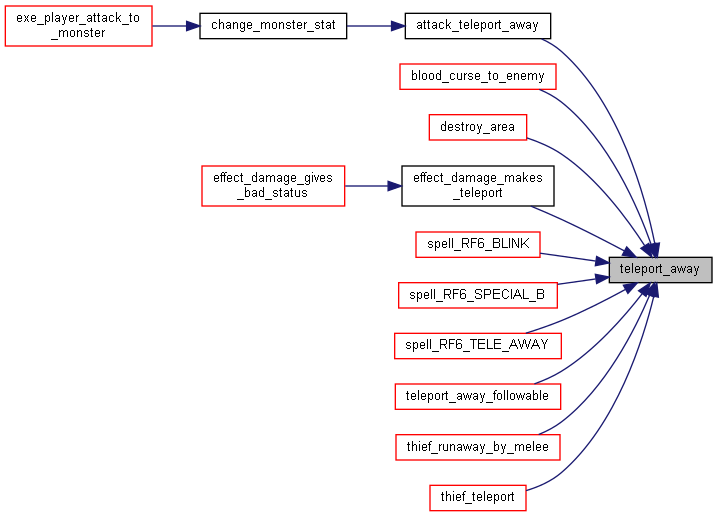 exe_player_attack_to
_monster
change_monster_stat
attack_teleport_away
blood_curse_to_enemy
destroy_area
effect_damage_gives
_bad_status
effect_damage_makes
_teleport
spell_RF6_BLINK
teleport_away
spell_RF6_SPECIAL_B
spell_RF6_TELE_AWAY
teleport_away_followable
thief_runaway_by_melee
thief_teleport